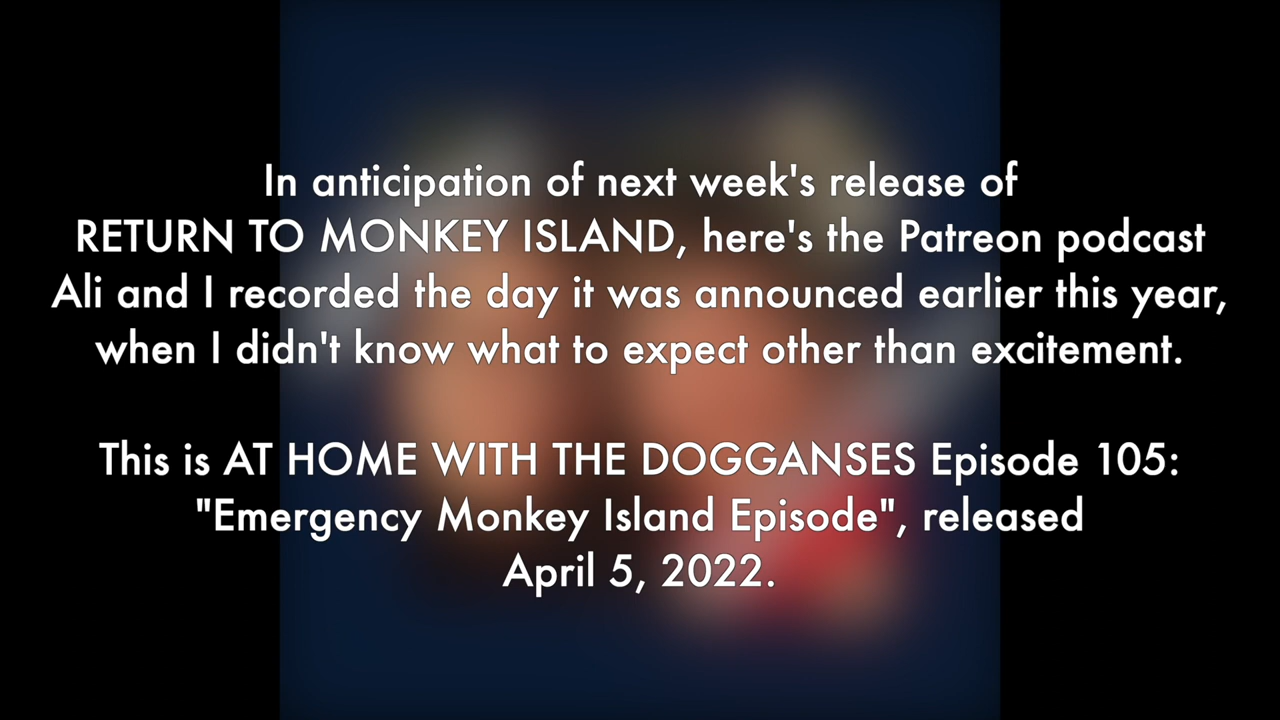 In anticipation of next week's release of
RETURN TO MONKEY ISLAND, here's the Patreon podcast
Ali and I recorded the day it was announced earlier this year,
when I didn't know what to expect other than excitement.
This is AT HOME WITH THE DOGGANSES Episode 105:
"Emergency Monkey Island Episode", released
April 5, 2022.